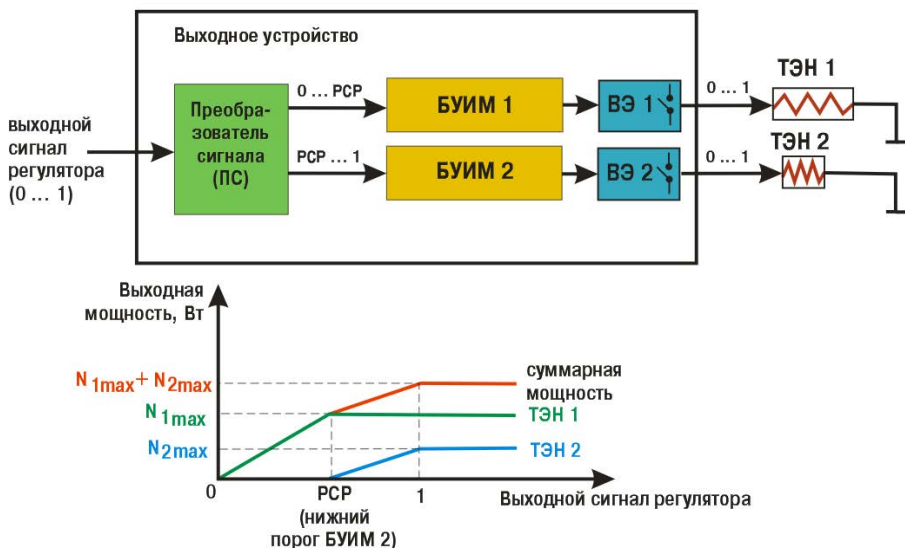 Выходное устройство
выходной
сигнал
регулятора
(0 ... 1)
Преобра-
зователь
сигнала
(ПС)
0 ... РСР
РСР ... 1
БУИМ 1
БУИМ 2
ВЭ 1
ВЭ 2
0 ... 1
0 ... 1
ТЭН 1
ТЭН 2
Выходная
мощность, Вт
N1max + N2max
N1max
N2max
суммарная
мощность
ТЭН 1
ТЭН 2
0
РСР
(нижний
порог БУИМ 2)
1
Выходной сигнал регулятора